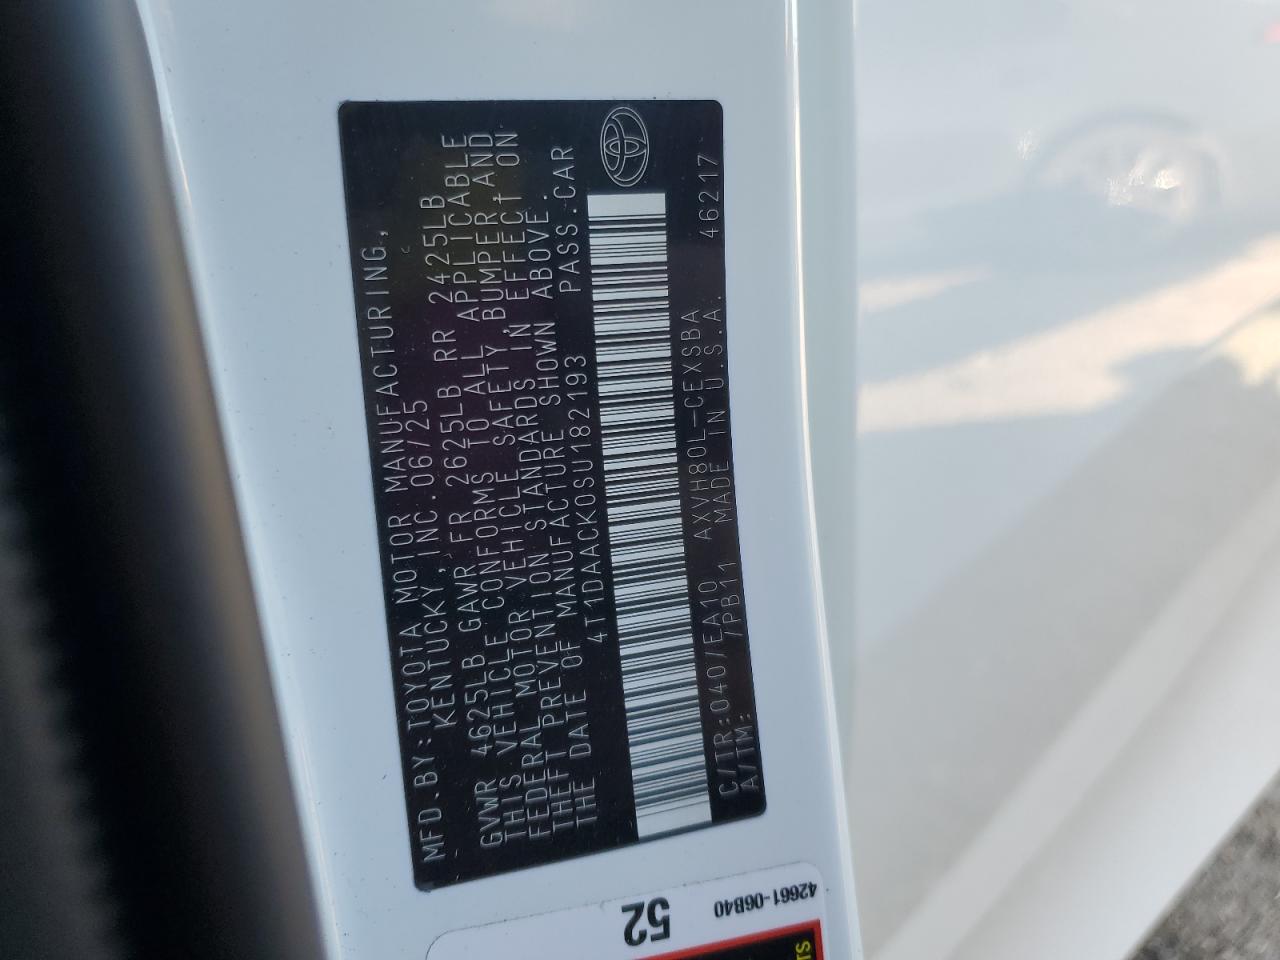 MFD.BY:TOYOTA MOTOR MANUFACTURING,
KENTUCKY,INC.06/25
GVWR 4625LB GAWR FR 2625LB RR 2425LB
THIS VEHICLE CONFORMS TO ALL APPLICABLE
FEDERAL MOTOR VEHICLE SAFETY,BUMPER,AND
THEFT PREVENTION STANDARDS IN EFFECT ON
THE DATE OF MANUFACTURE SHOWN ABOVE.
4T1DAACK0SU182193 PASS.CAR
C/TR:040/EA10 AXVH80L-CEXSBA 46217
A/TM: /PB11 MADE IN U.S.A.
52
42661-06B40